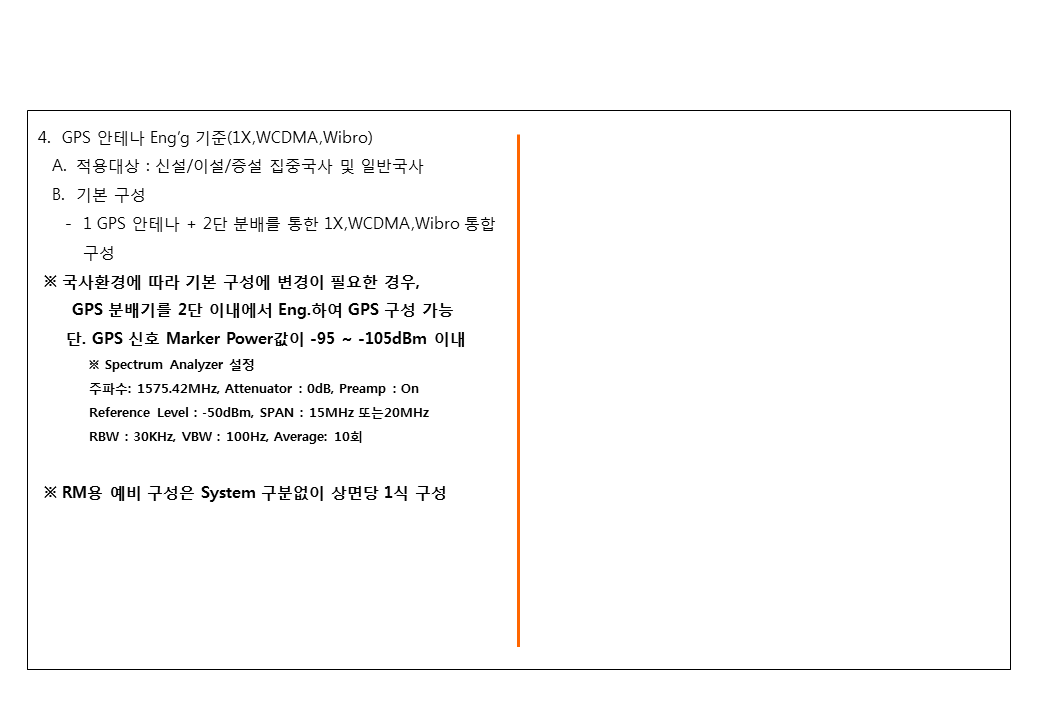 4. GPS 안테나 Eng’g 기준(1X,WCDMA,Wibro)
A. 적용대상 : 신설/이설/증설 집중국사 및 일반국사
B. 기본 구성
- 1 GPS 안테나 + 2단 분배를 통한 1X,WCDMA,Wibro 통합
구성
※ 국사환경에 따라 기본 구성에 변경이 필요한 경우,
GPS 분배기를 2단 이내에서 Eng.하여 GPS 구성 가능
단. GPS 신호 Marker Power값이 -95 ~ -105dBm 이내
※ Spectrum Analyzer 설정
주파수: 1575.42MHz, Attenuator : 0dB, Preamp : On
Reference Level : -50dBm, SPAN : 15MHz 또는20MHz
RBW : 30KHz, VBW : 100Hz, Average: 10회
※ RM용 예비 구성은 System 구분없이 상면당 1식 구성